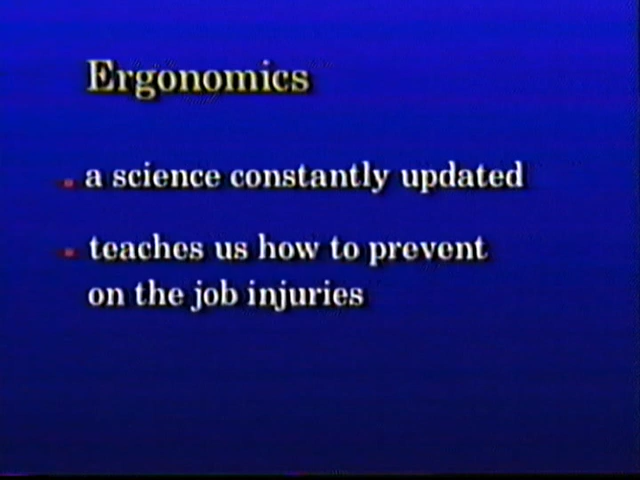 Ergonomics
a science constantly updated
teaches us how to prevent
on the job injuries